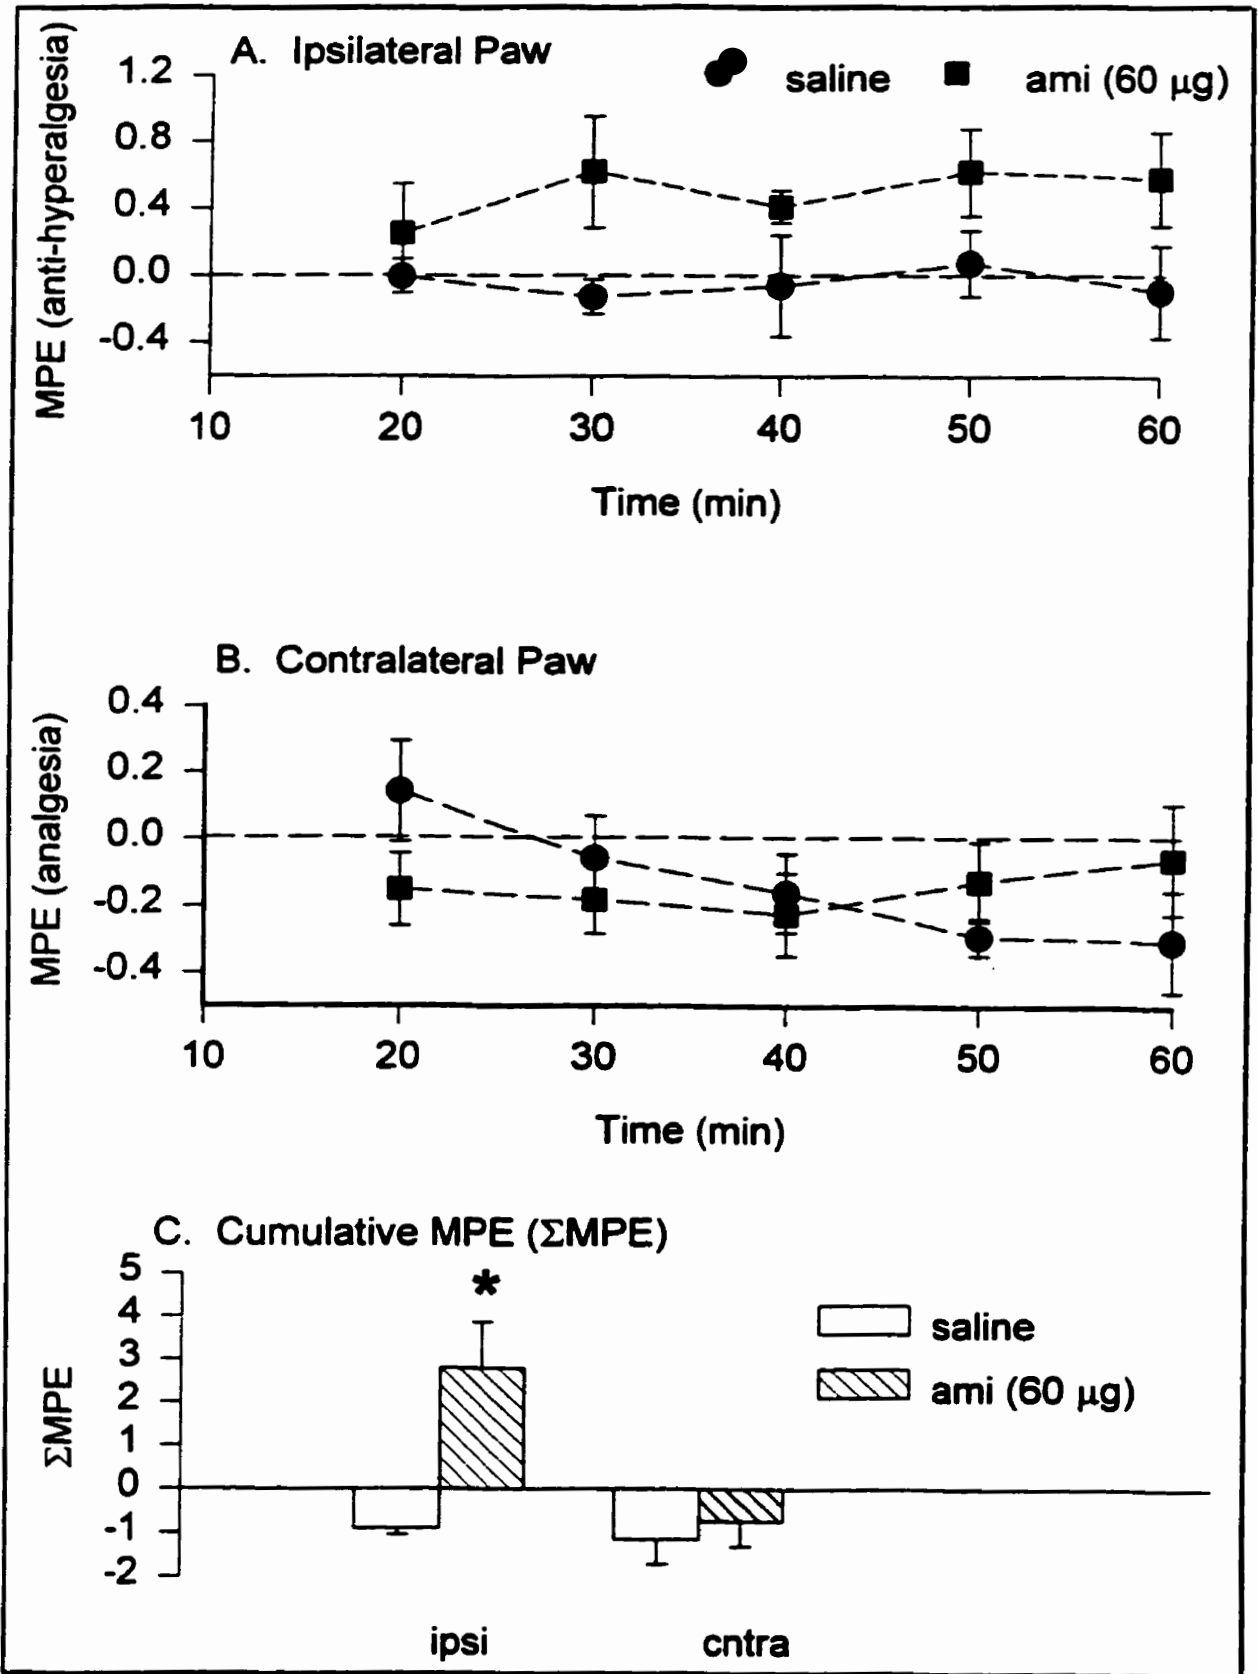 A. Ipsilateral Paw
saline ami (60 μg)
MPE (anti-hyperalgesia)
1.2
0.8
0.4
0.0
-0.4
10 20 30 40 50 60
Time (min)
B. Contralateral Paw
MPE (analgesia)
0.4
0.2
0.0
-0.2
-0.4
10 20 30 40 50 60
Time (min)
C. Cumulative MPE (ΣMPE)
ΣMPE
5
4
3
2
1
0
-1
-2
*
saline
ami (60 μg)
ipsi cntra